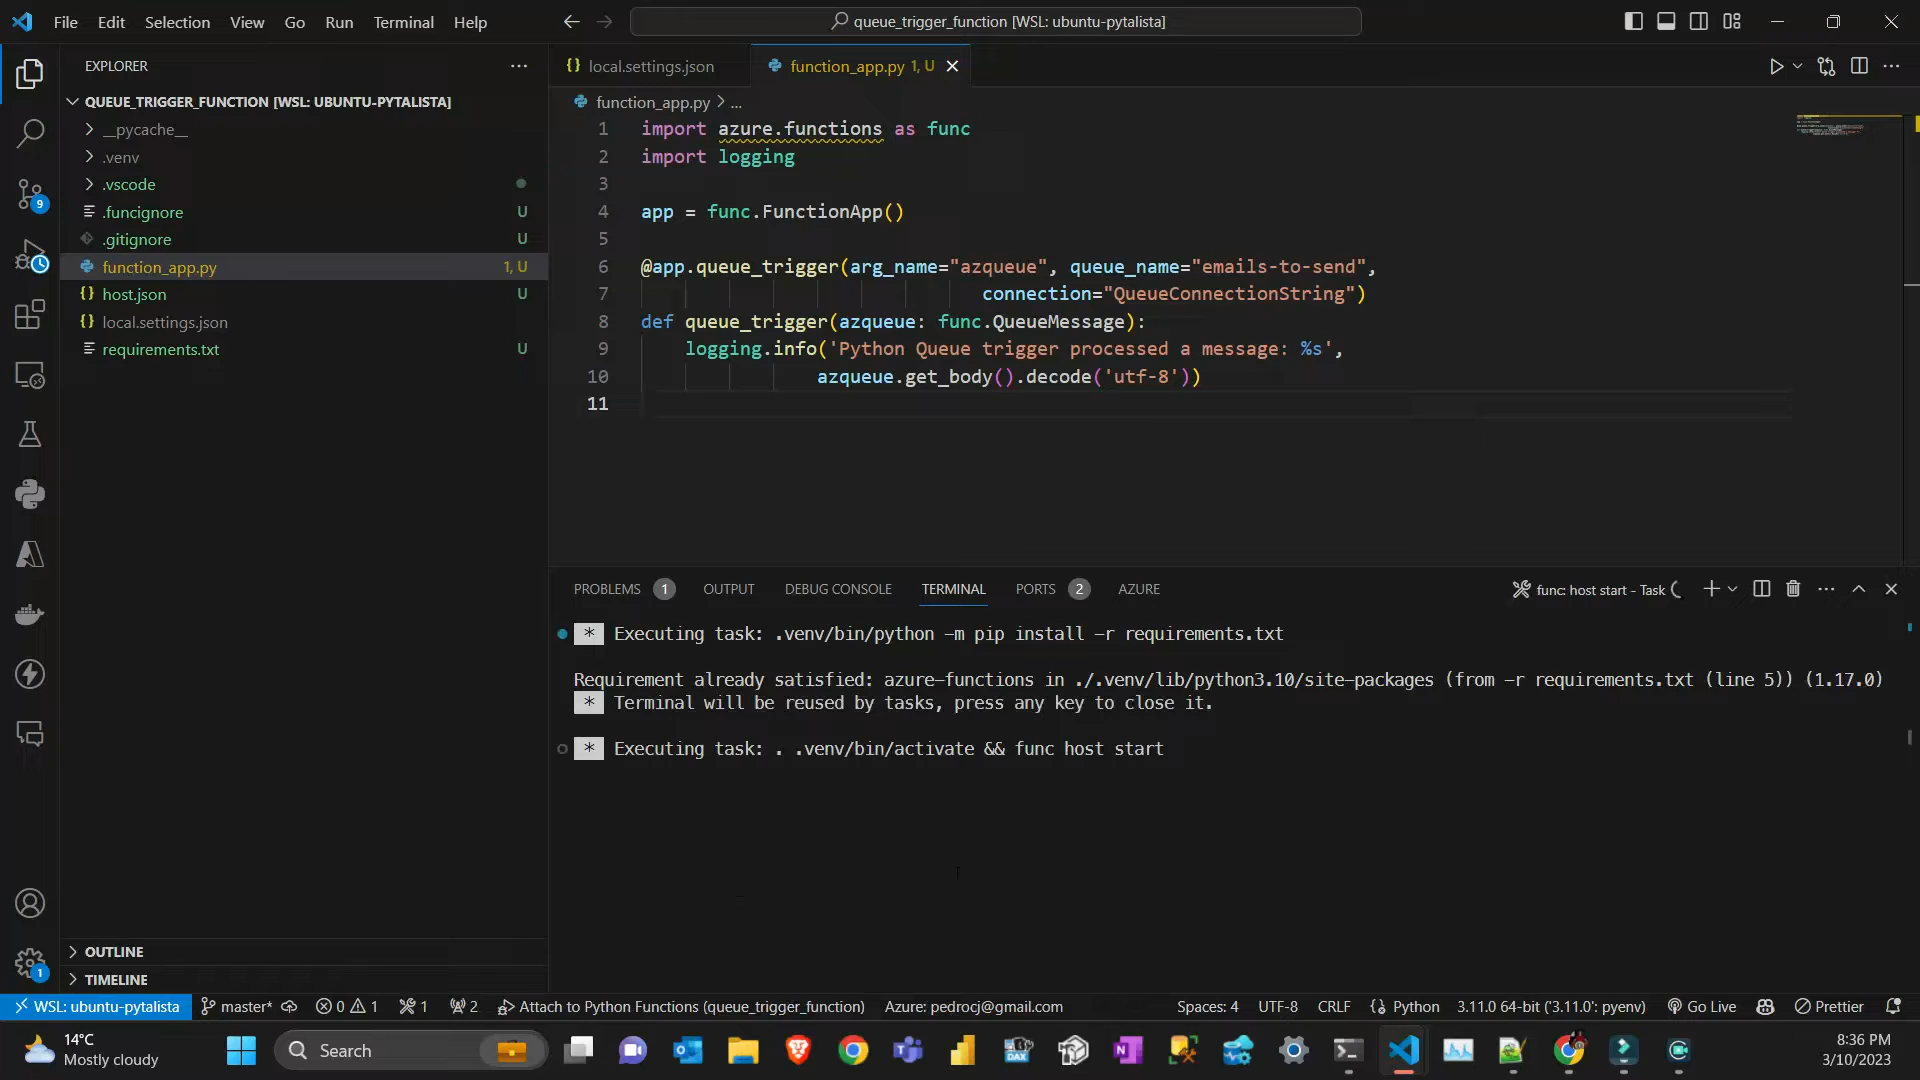 File Edit Selection View Go Run Terminal Help
queue_trigger_function [WSL: ubuntu-pytalista]
EXPLORER
QUEUE_TRIGGER_FUNCTION [WSL: UBUNTU-PYTALISTA]
__pycache__
.venv
.vscode
.funcignore U
.gitignore U
function_app.py 1, U
host.json U
local.settings.json
requirements.txt U
OUTLINE
TIMELINE
9
1
local.settings.json
function_app.py 1, U
function_app.py > ...
1 import azure.functions as func
2 import logging
3
4 app = func.FunctionApp()
5
6 @app.queue_trigger(arg_name="azqueue", queue_name="emails-to-send",
7 connection="QueueConnectionString")
8 def queue_trigger(azqueue: func.QueueMessage):
9 logging.info('Python Queue trigger processed a message: %s',
10 azqueue.get_body().decode('utf-8'))
11
PROBLEMS 1 OUTPUT DEBUG CONSOLE TERMINAL PORTS 2 AZURE
func: host start - Task
* Executing task: .venv/bin/python -m pip install -r requirements.txt
Requirement already satisfied: azure-functions in ./.venv/lib/python3.10/site-packages (from -r requirements.txt (line 5)) (1.17.0)
* Terminal will be reused by tasks, press any key to close it.
* Executing task: . .venv/bin/activate && func host start
WSL: ubuntu-pytalista master* 0 1 1 2 Attach to Python Functions (queue_trigger_function) Azure: pedrocj@gmail.com Spaces: 4 UTF-8 CRLF Python 3.11.0 64-bit ('3.11.0': pyenv) Go Live Prettier
14°C
Mostly cloudy
Search
DAX
8:36 PM
3/10/2023